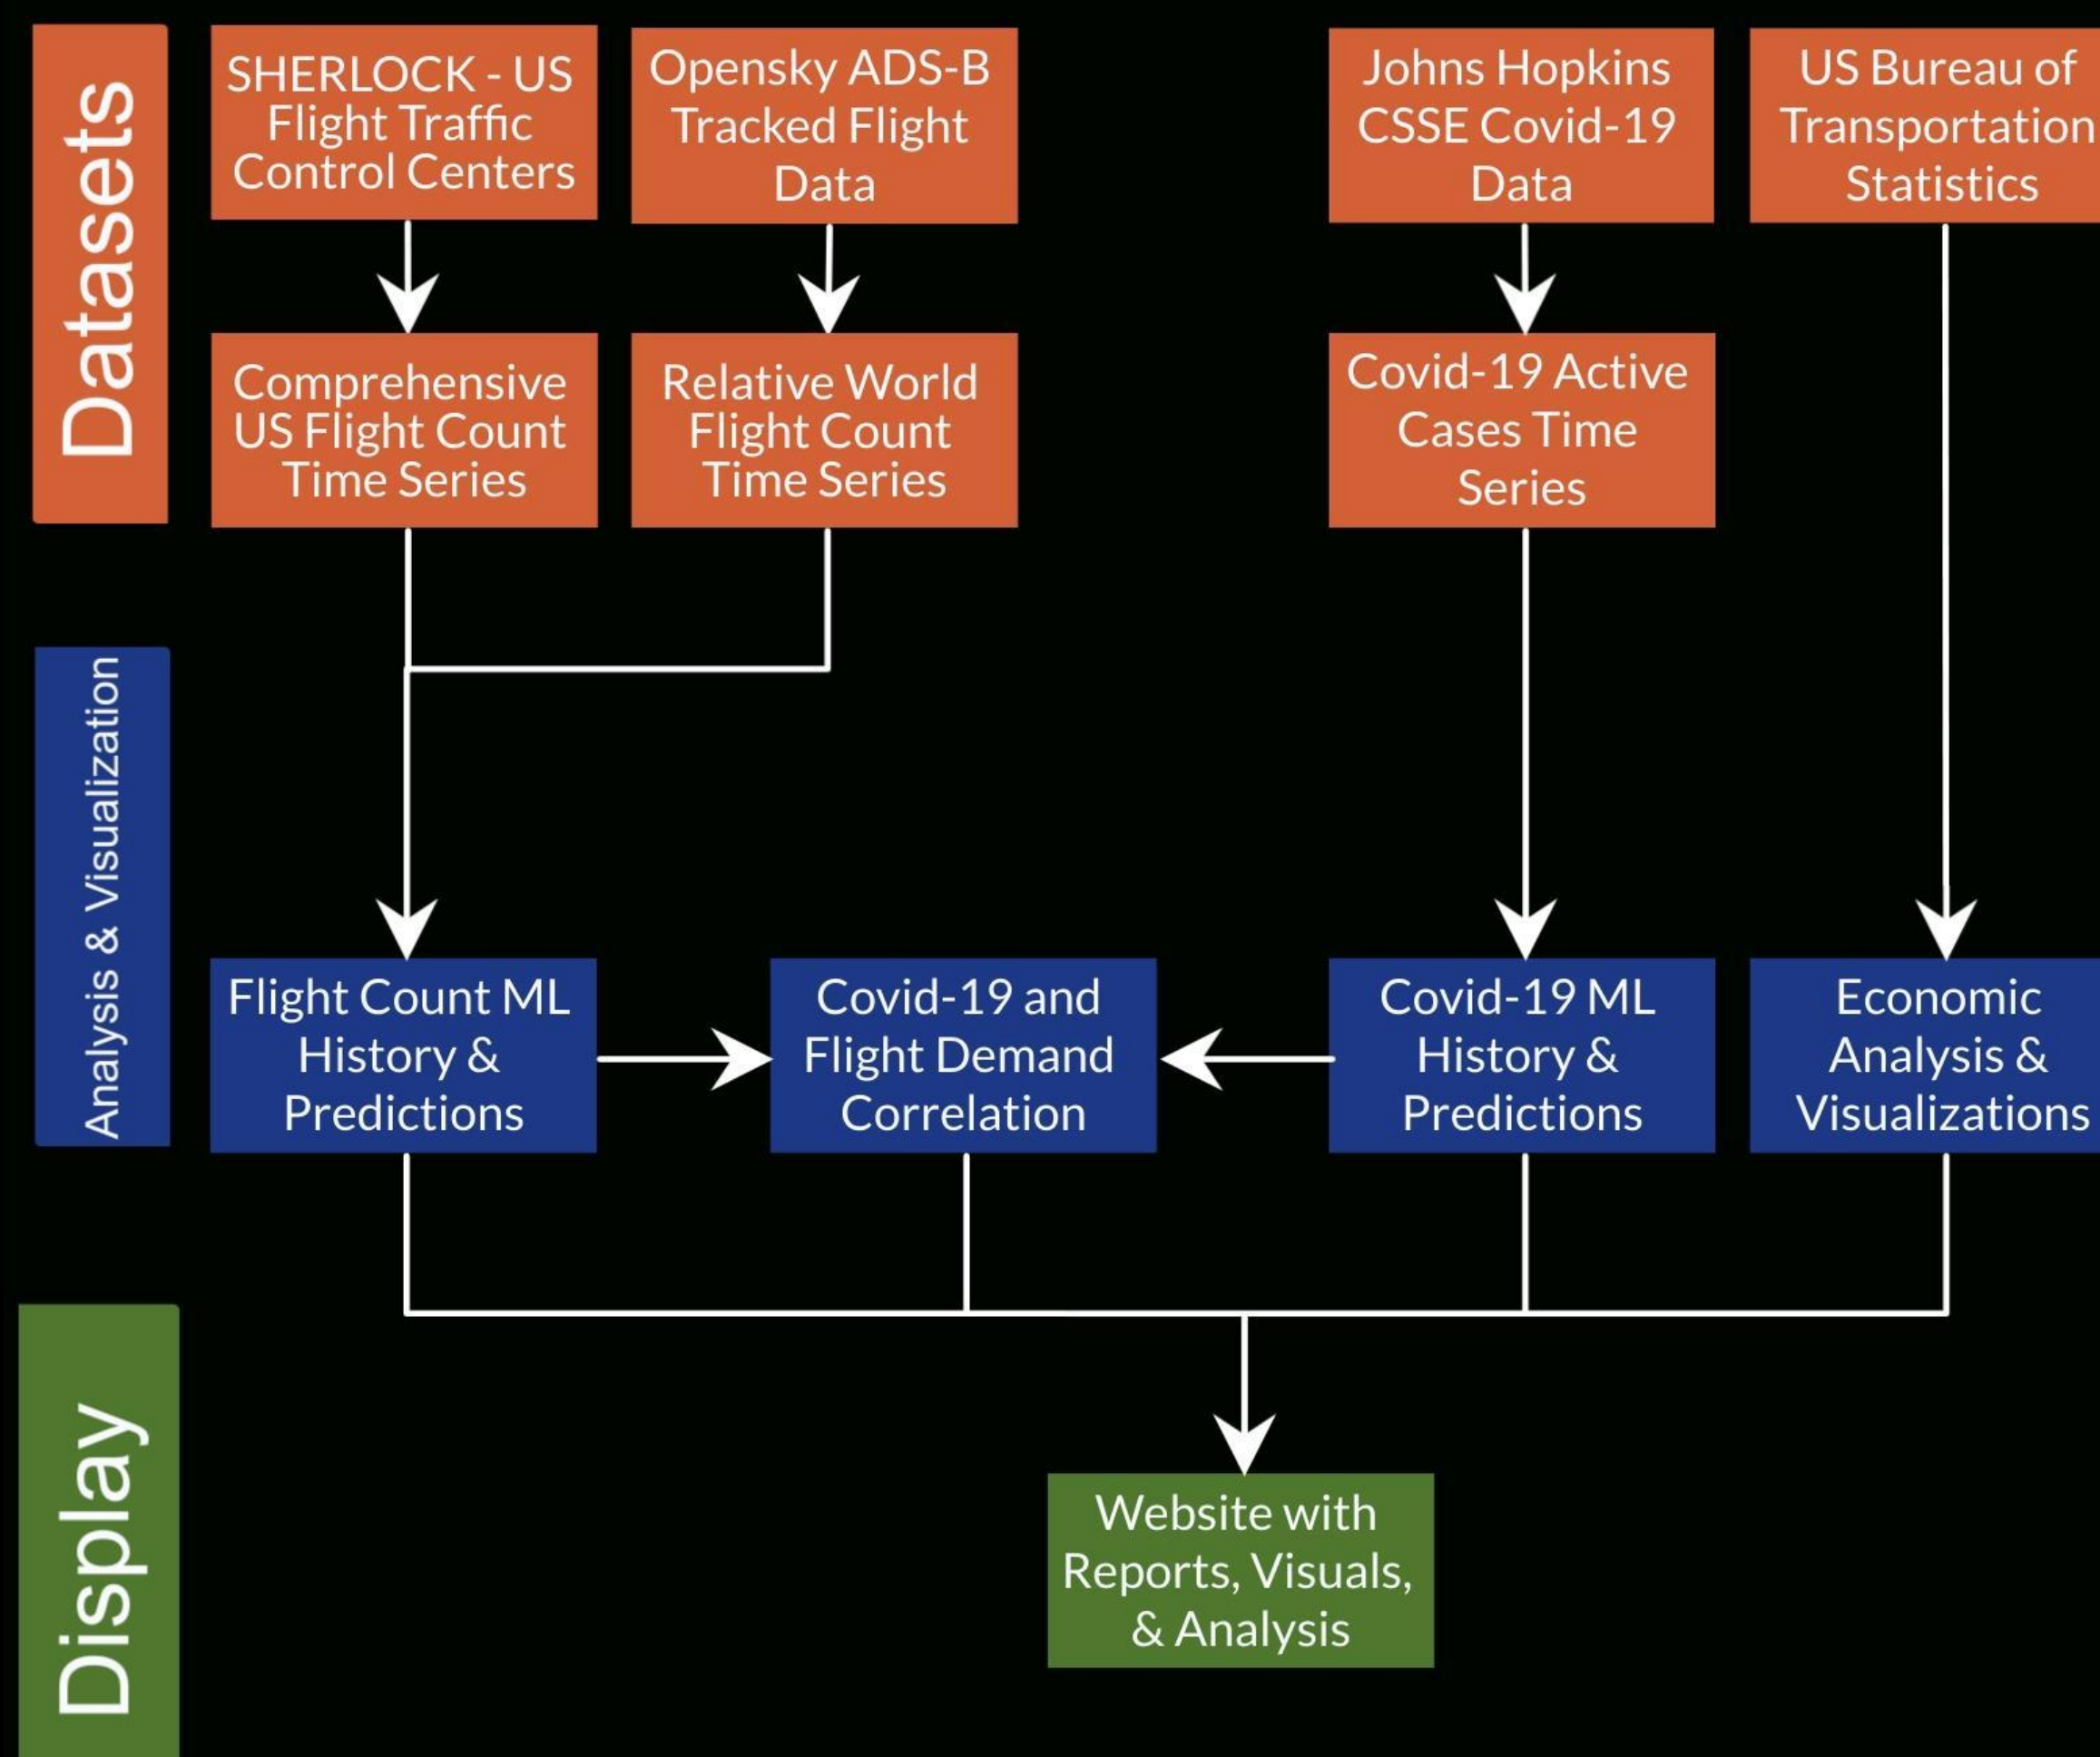 Datasets
SHERLOCK - US
Flight Traffic
Control Centers
Opensky ADS-B
Tracked Flight
Data
Johns Hopkins
CSSE Covid-19
Data
US Bureau of
Transportation
Statistics
Comprehensive
US Flight Count
Time Series
Relative World
Flight Count
Time Series
Covid-19 Active
Cases Time
Series
Analysis & Visualization
Flight Count ML
History &
Predictions
Covid-19 and
Flight Demand
Correlation
Covid-19 ML
History &
Predictions
Economic
Analysis &
Visualizations
Display
Website with
Reports, Visuals,
& Analysis